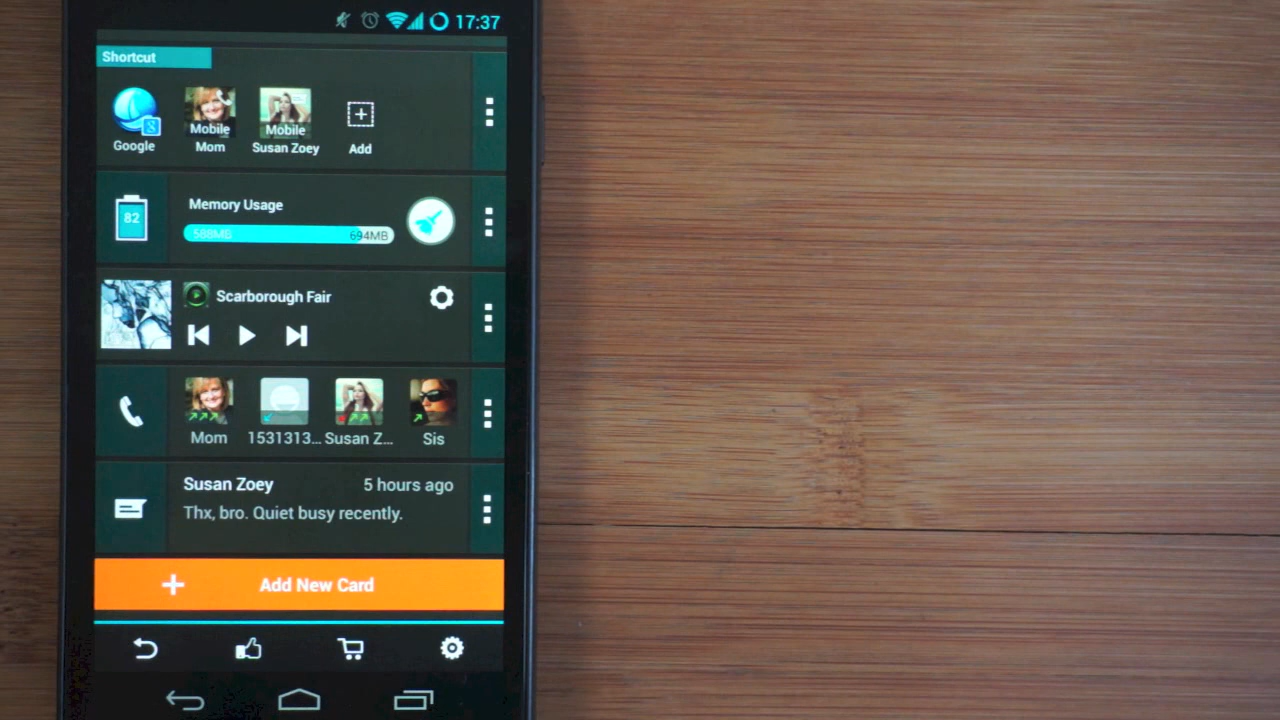 17:37
Shortcut
Mobile Mobile
Google Mom Susan Zoey Add
82
Memory Usage
588MB 694MB
Scarborough Fair
Mom 1531313... Susan Z... Sis
Susan Zoey 5 hours ago
Thx, bro. Quiet busy recently.
+ Add New Card